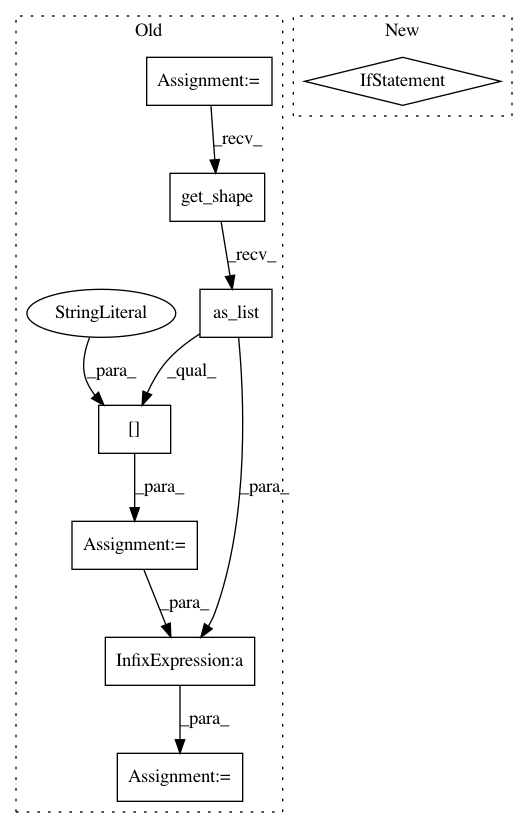 Old
New
Assignment:=
IfStatement
_recv_
get_shape
_recv_
StringLiteral
as_list
_para_
_qual_
[]
_para_
_para_
Assignment:=
_para_
InfixExpression:a
_para_
Assignment:=